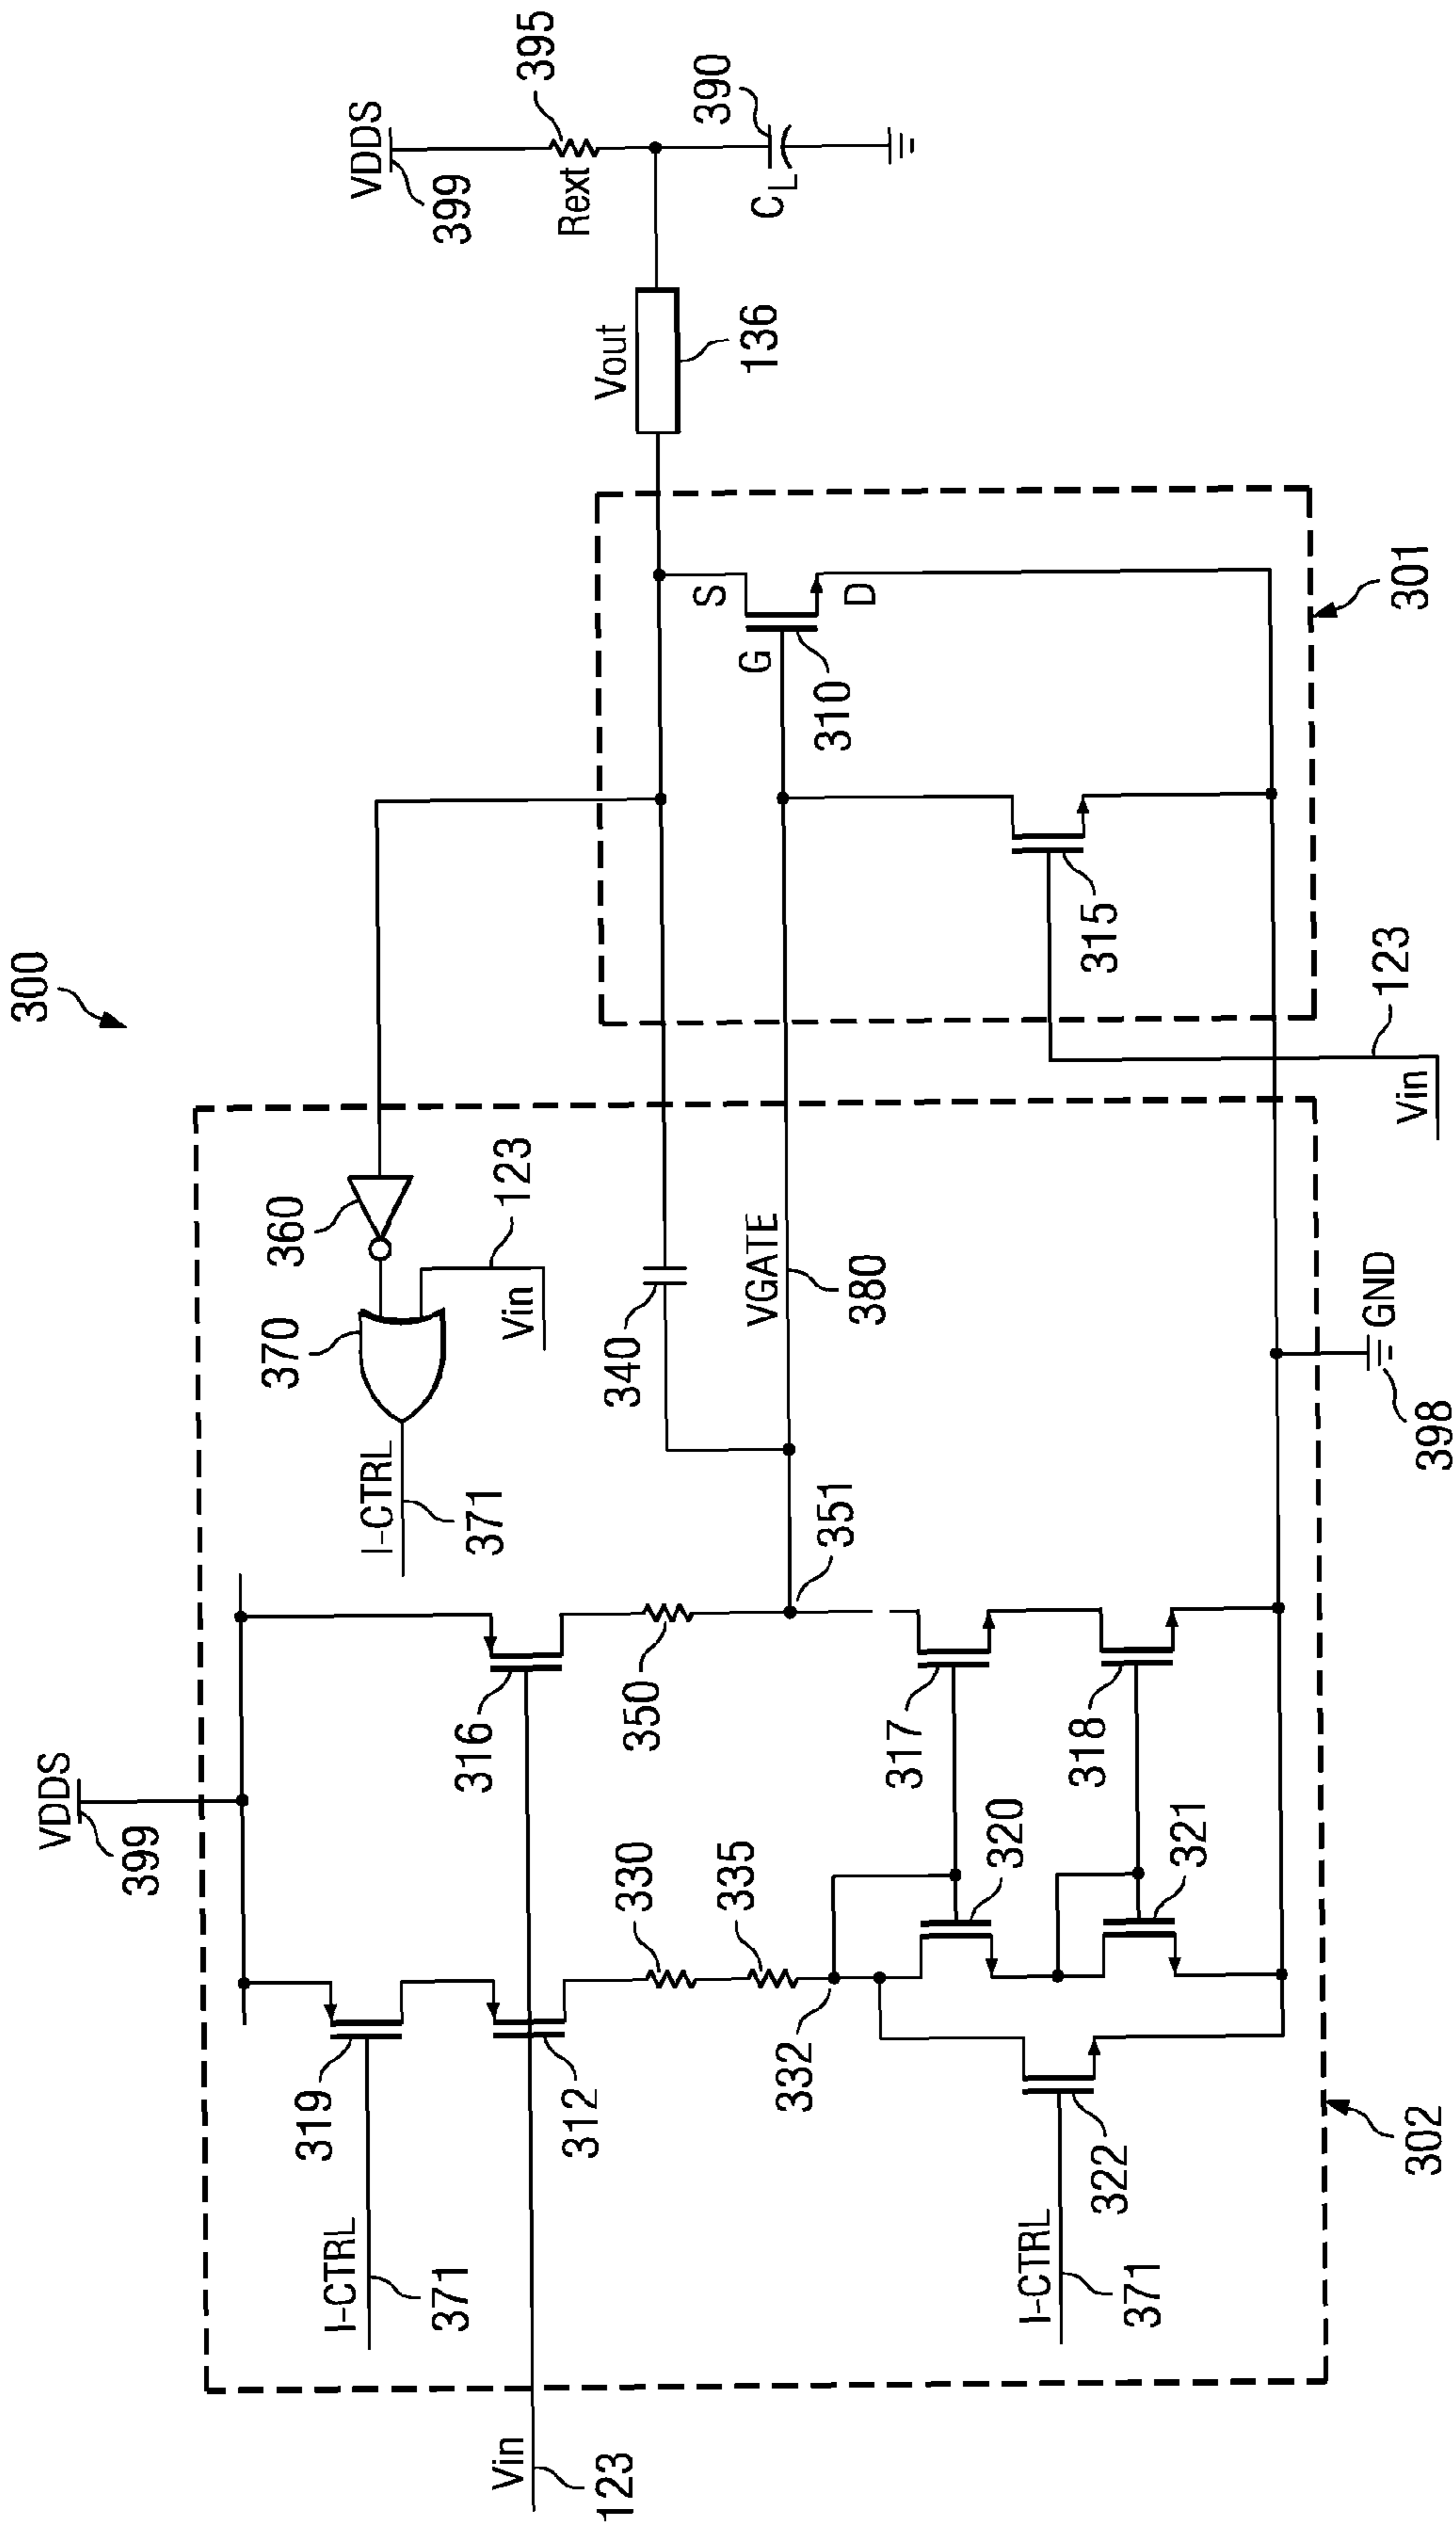 300
VDDS
399
Vin
123
I-CTRL
371
319
312
316
330
335
350
332
320
321
322
I-CTRL
371
317
318
351
I-CTRL
371
370
360
Vin
123
340
VGATE
380
GND
398
302
Vin
123
315
310
G
S
D
301
Vout
136
VDDS
399
Rext
395
CL
390